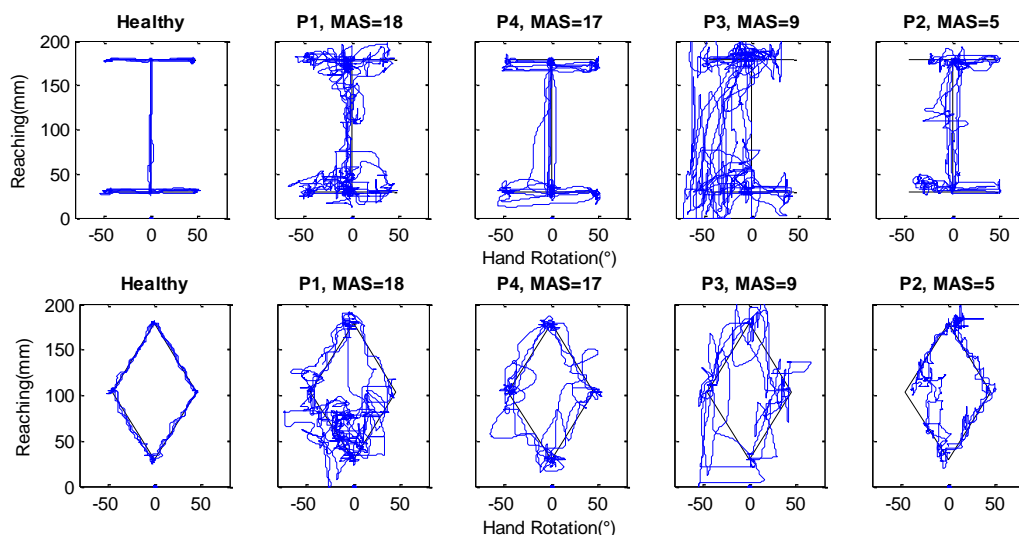 Healthy P1, MAS=18 P4, MAS=17 P3, MAS=9 P2, MAS=5
200
150
100
50
0
Reaching(mm)
-50 0 50 -50 0 50 -50 0 50 -50 0 50 -50 0 50
Hand Rotation(°)
Healthy P1, MAS=18 P4, MAS=17 P3, MAS=9 P2, MAS=5
200
150
100
50
0
Reaching(mm)
-50 0 50 -50 0 50 -50 0 50 -50 0 50 -50 0 50
Hand Rotation(°)